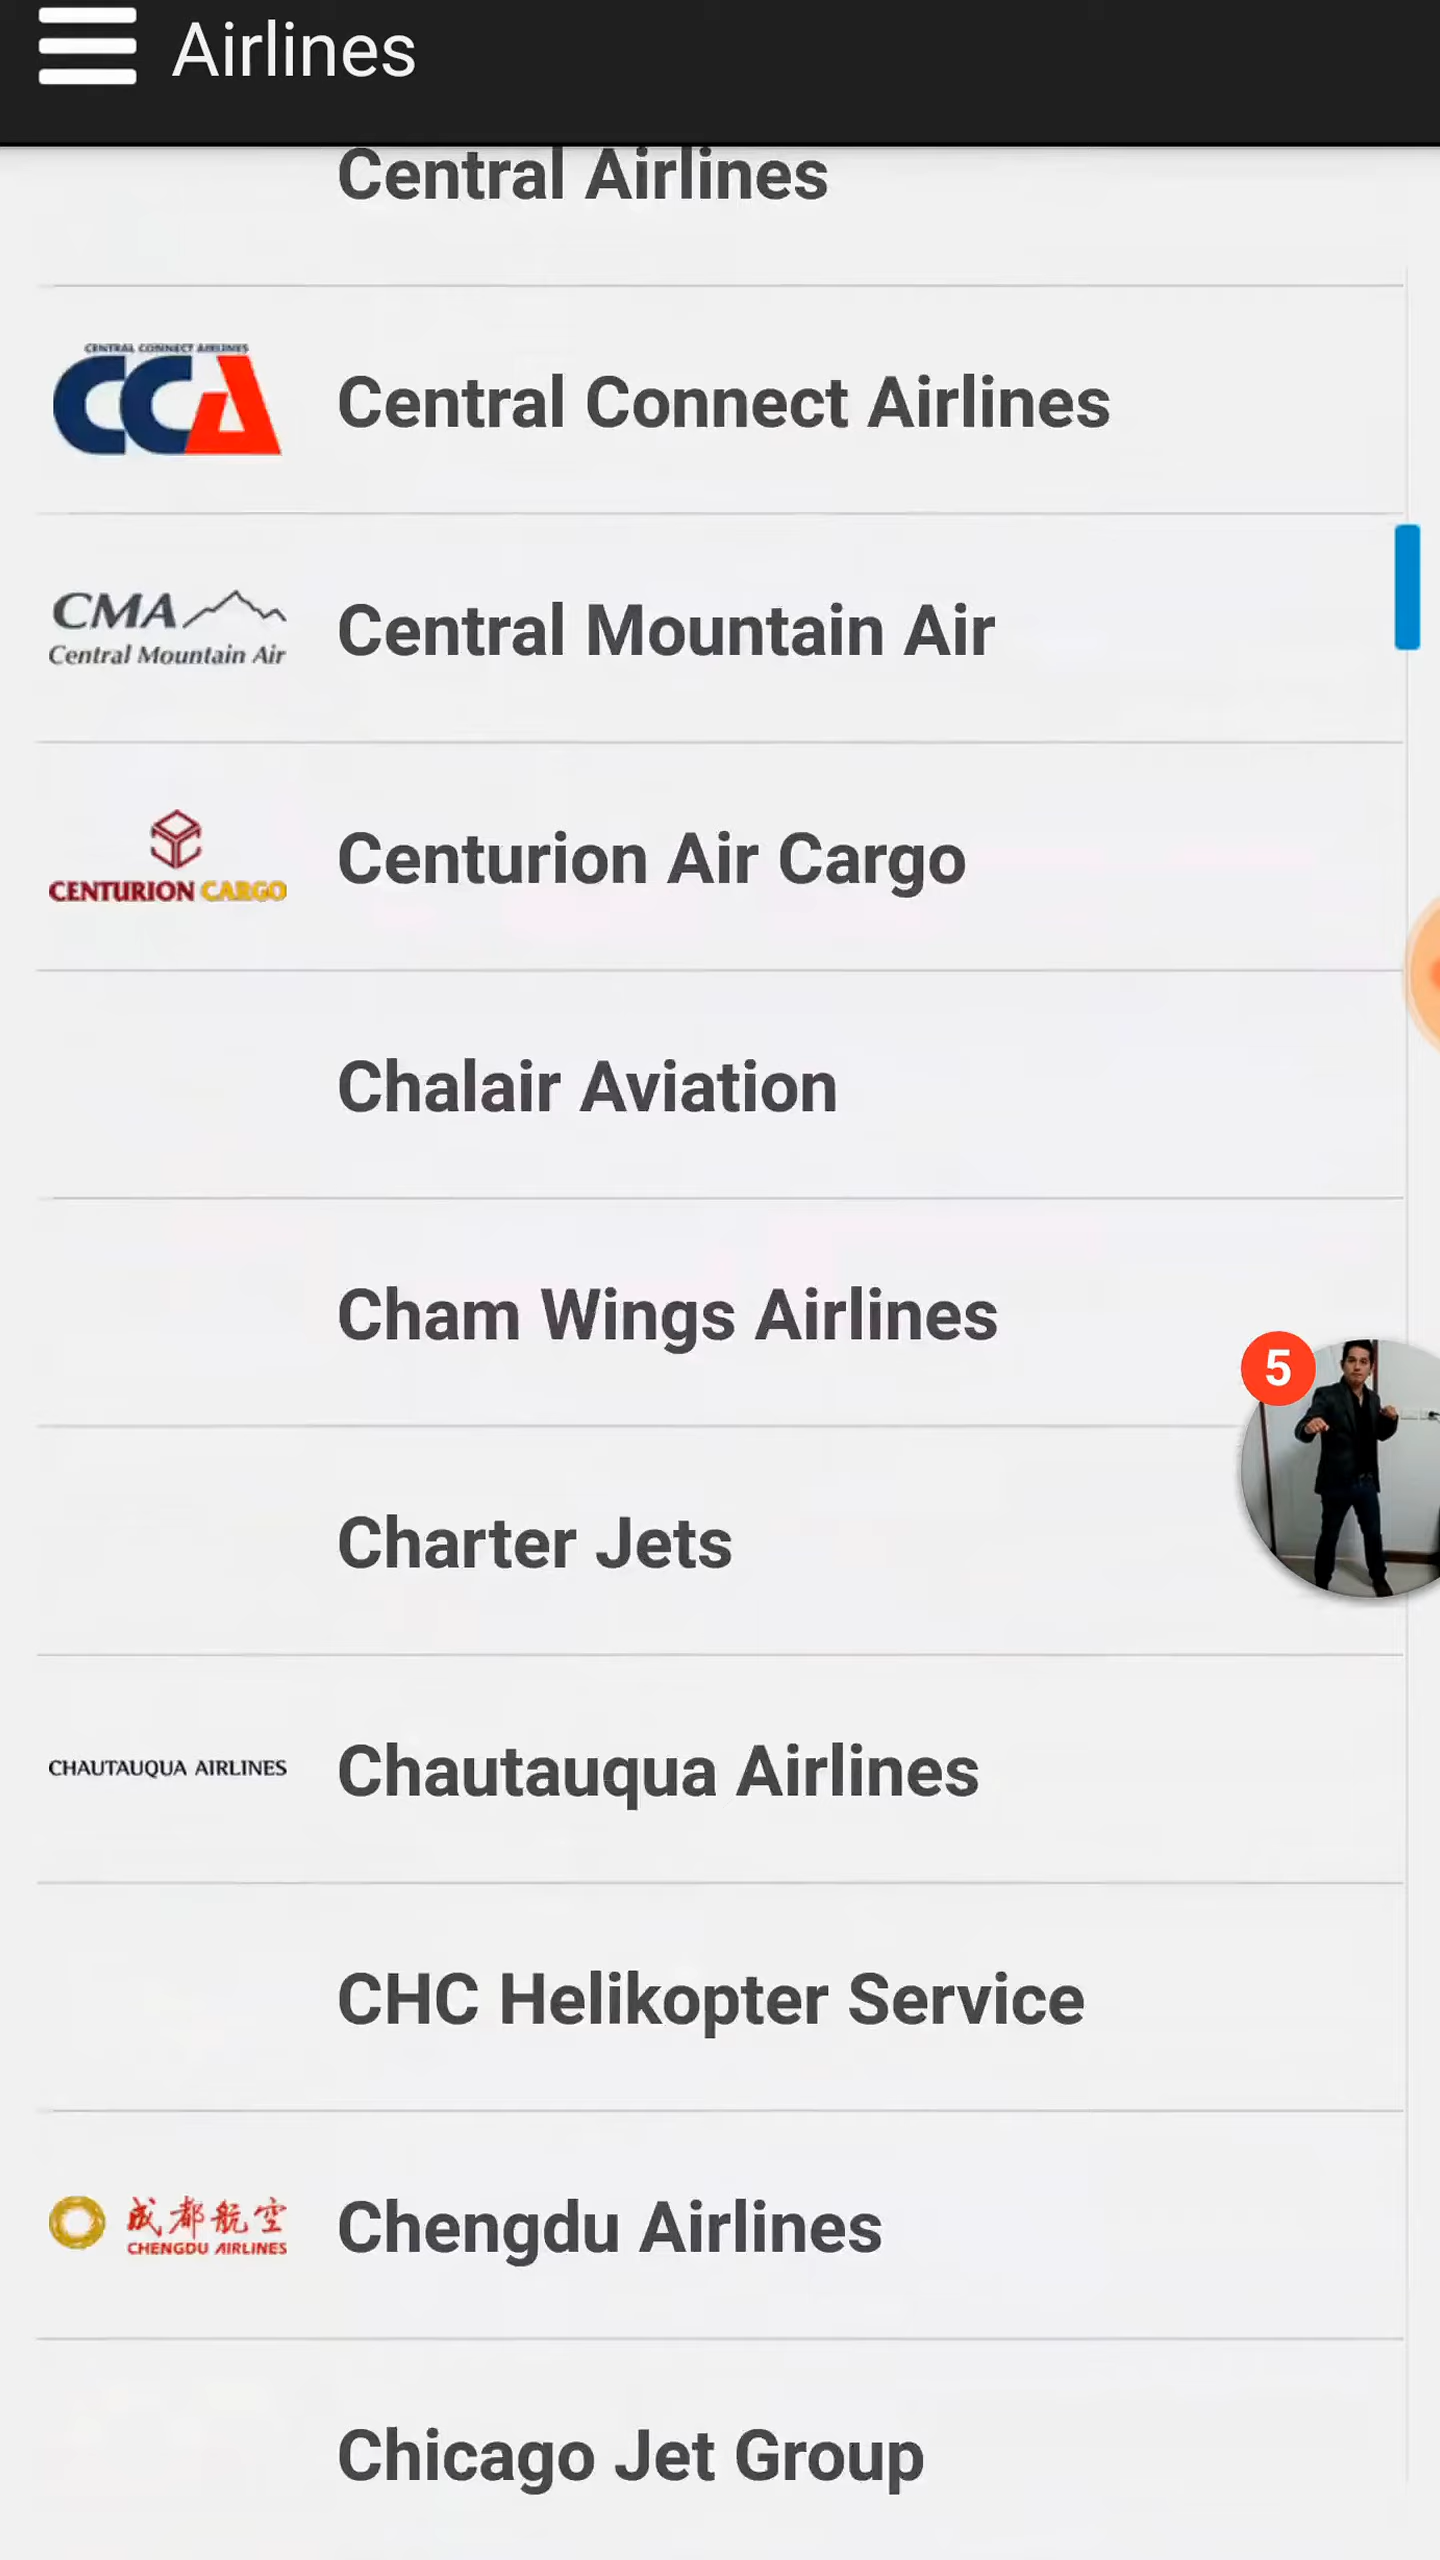 Airlines
Central Airlines
CENTRAL CONNECT AIRLINES
CCA
Central Connect Airlines
CMA
Central Mountain Air
Central Mountain Air
CENTURION CARGO
Centurion Air Cargo
Chalair Aviation
Cham Wings Airlines
5
Charter Jets
CHAUTAUQUA AIRLINES
Chautauqua Airlines
CHC Helikopter Service
成都航空
CHENGDU AIRLINES
Chengdu Airlines
Chicago Jet Group